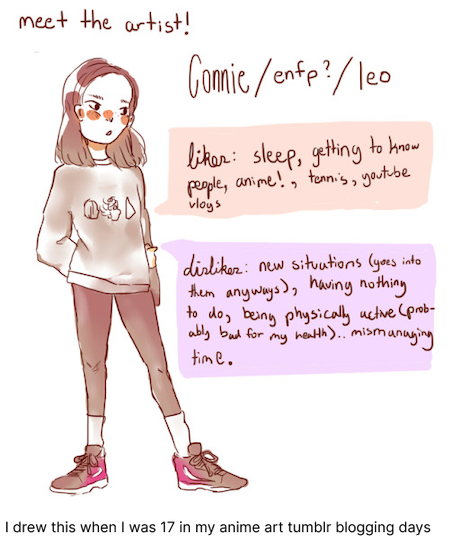 meet the artist!
Connie/enfp?/leo
likes: sleep, getting to know
people, anime!, tennis, youtube
vlogs
dislikes: new situations (goes into
them anyways), having nothing
to do, being physically active (prob-
ably bad for my health).. mismanaging
time.
I drew this when I was 17 in my anime art tumblr blogging days